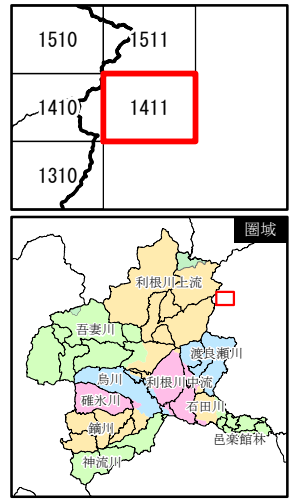 1510
1511
1410
1411
1310
圏域
利根川上流
吾妻川
渡良瀬川
烏川
利根川中流
碓氷川
石田川
鏑川
邑楽館林
神流川